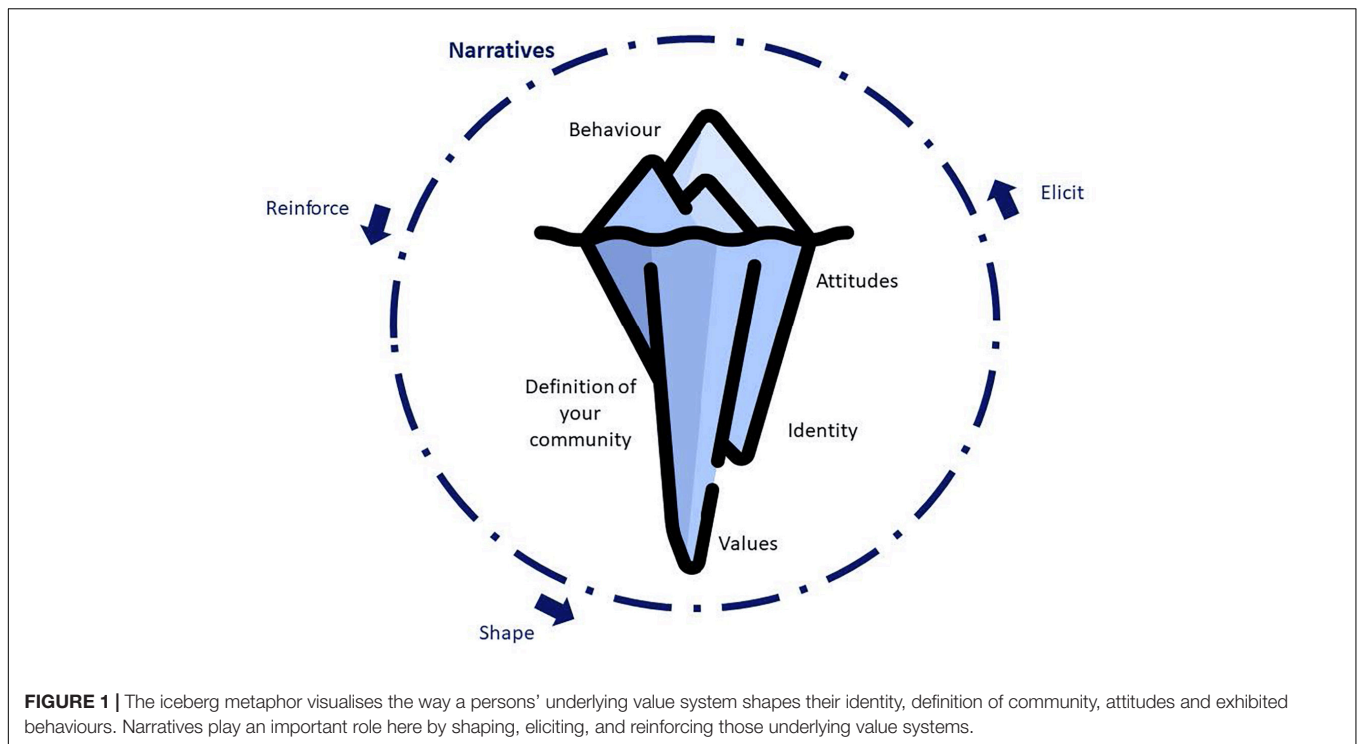 Narratives
Behaviour
Reinforce
Elicit
Attitudes
Definition of
your
community
Identity
Values
Shape
FIGURE 1 | The iceberg metaphor visualises the way a persons’ underlying value system shapes their identity, definition of community, attitudes and exhibited
behaviours. Narratives play an important role here by shaping, eliciting, and reinforcing those underlying value systems.